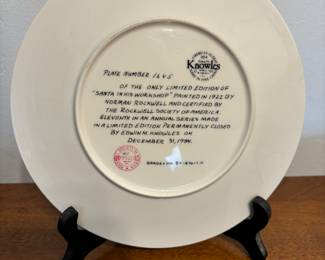 Knowles
PLATE NUMBER 1645
OF THE ONLY LIMITED EDITION OF
"SANTA IN HIS WORKSHOP" PAINTED IN 1922 BY
NORMAN ROCKWELL AND CERTIFIED BY
THE ROCKWELL SOCIETY OF AMERICA.
ELEVENTH IN AN ANNUAL SERIES MADE
IN A LIMITED EDITION PERMANENTLY CLOSED
BY EDWIN M. KNOWLES ON
DECEMBER 31, 1984.